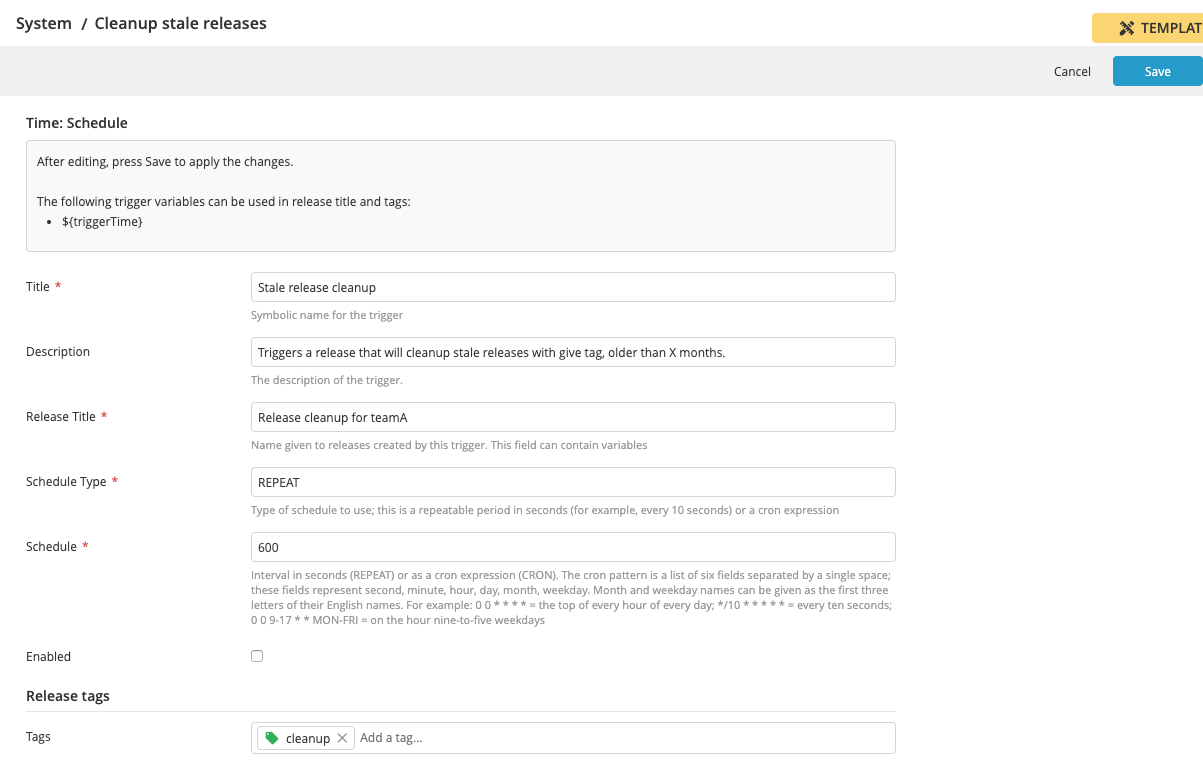 System / Cleanup stale releases
TEMPLAT
Cancel
Save
Time: Schedule
After editing, press Save to apply the changes.
The following trigger variables can be used in release title and tags:
• ${triggerTime}
Title *
Stale release cleanup
Symbolic name for the trigger
Description
Triggers a release that will cleanup stale releases with give tag, older than X months.
The description of the trigger.
Release Title *
Release cleanup for teamA
Name given to releases created by this trigger. This field can contain variables
Schedule Type *
REPEAT
Type of schedule to use; this is a repeatable period in seconds (for example, every 10 seconds) or a cron expression
Schedule *
600
Interval in seconds (REPEAT) or as a cron expression (CRON). The cron pattern is a list of six fields separated by a single space;
these fields represent second, minute, hour, day, month, weekday. Month and weekday names can be given as the first three
letters of their English names. For example: 0 0 * * * * = the top of every hour of every day; */10 * * * * * = every ten seconds;
0 0 9-17 * * MON-FRI = on the hour nine-to-five weekdays
Enabled
Release tags
Tags
cleanup
Add a tag...